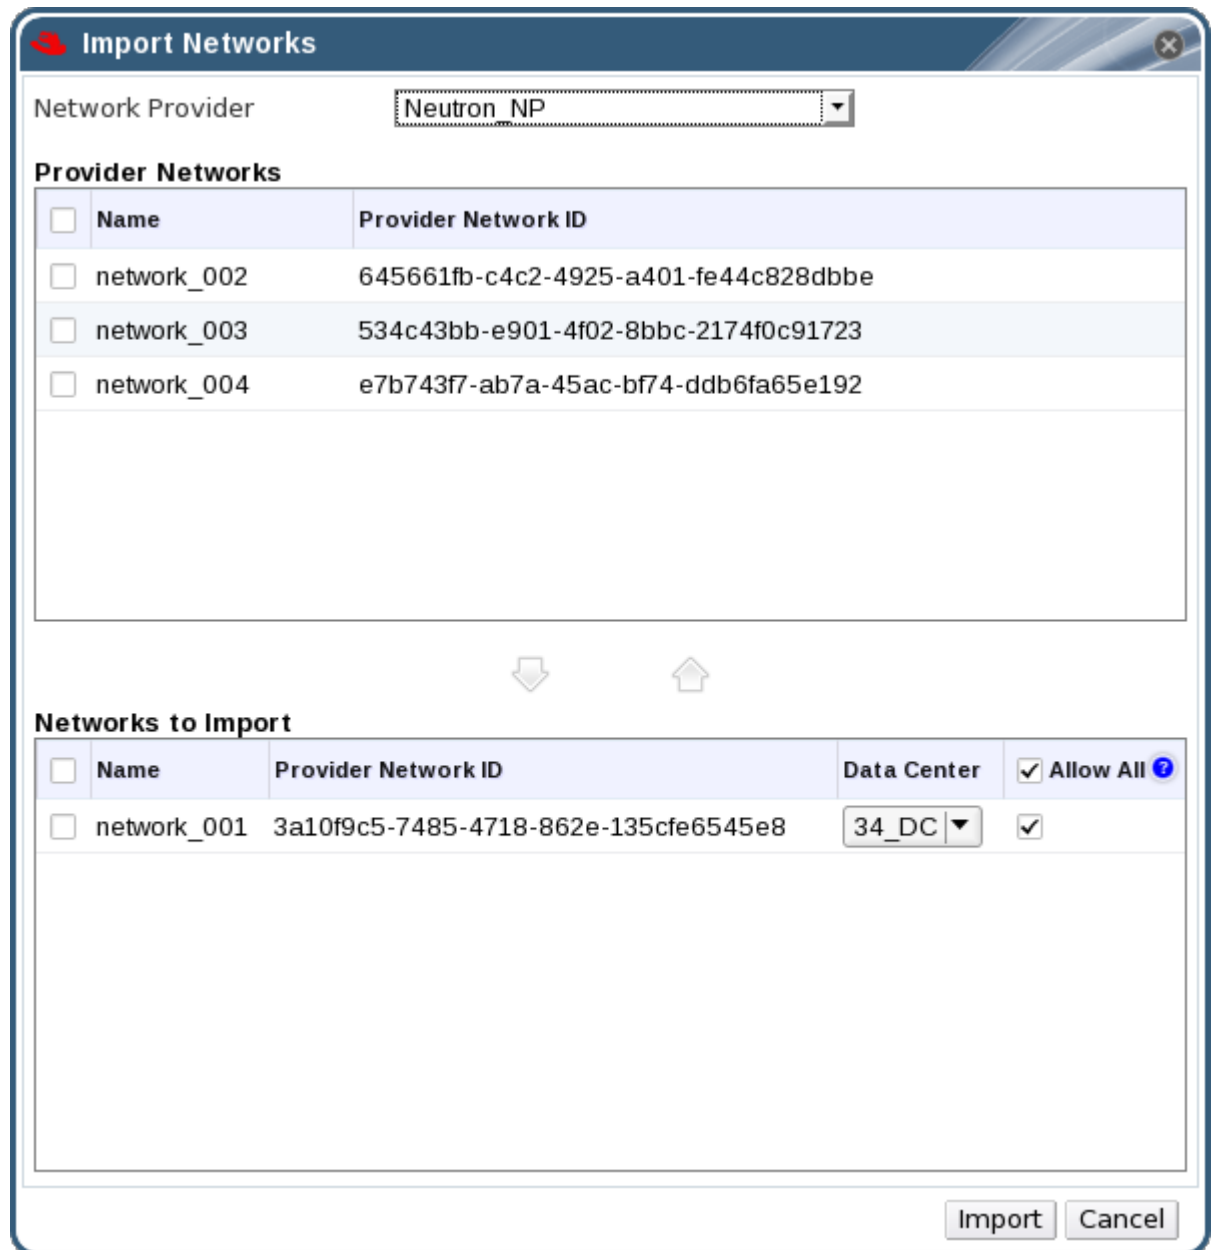 Import Networks
Network Provider Neutron_NP
Provider Networks
Name Provider Network ID
network_002 645661fb-c4c2-4925-a401-fe44c828dbbe
network_003 534c43bb-e901-4f02-8bbc-2174f0c91723
network_004 e7b743f7-ab7a-45ac-bf74-ddb6fa65e192
Networks to Import
Name Provider Network ID Data Center Allow All ?
network_001 3a10f9c5-7485-4718-862e-135cfe6545e8 34_DC
Import Cancel